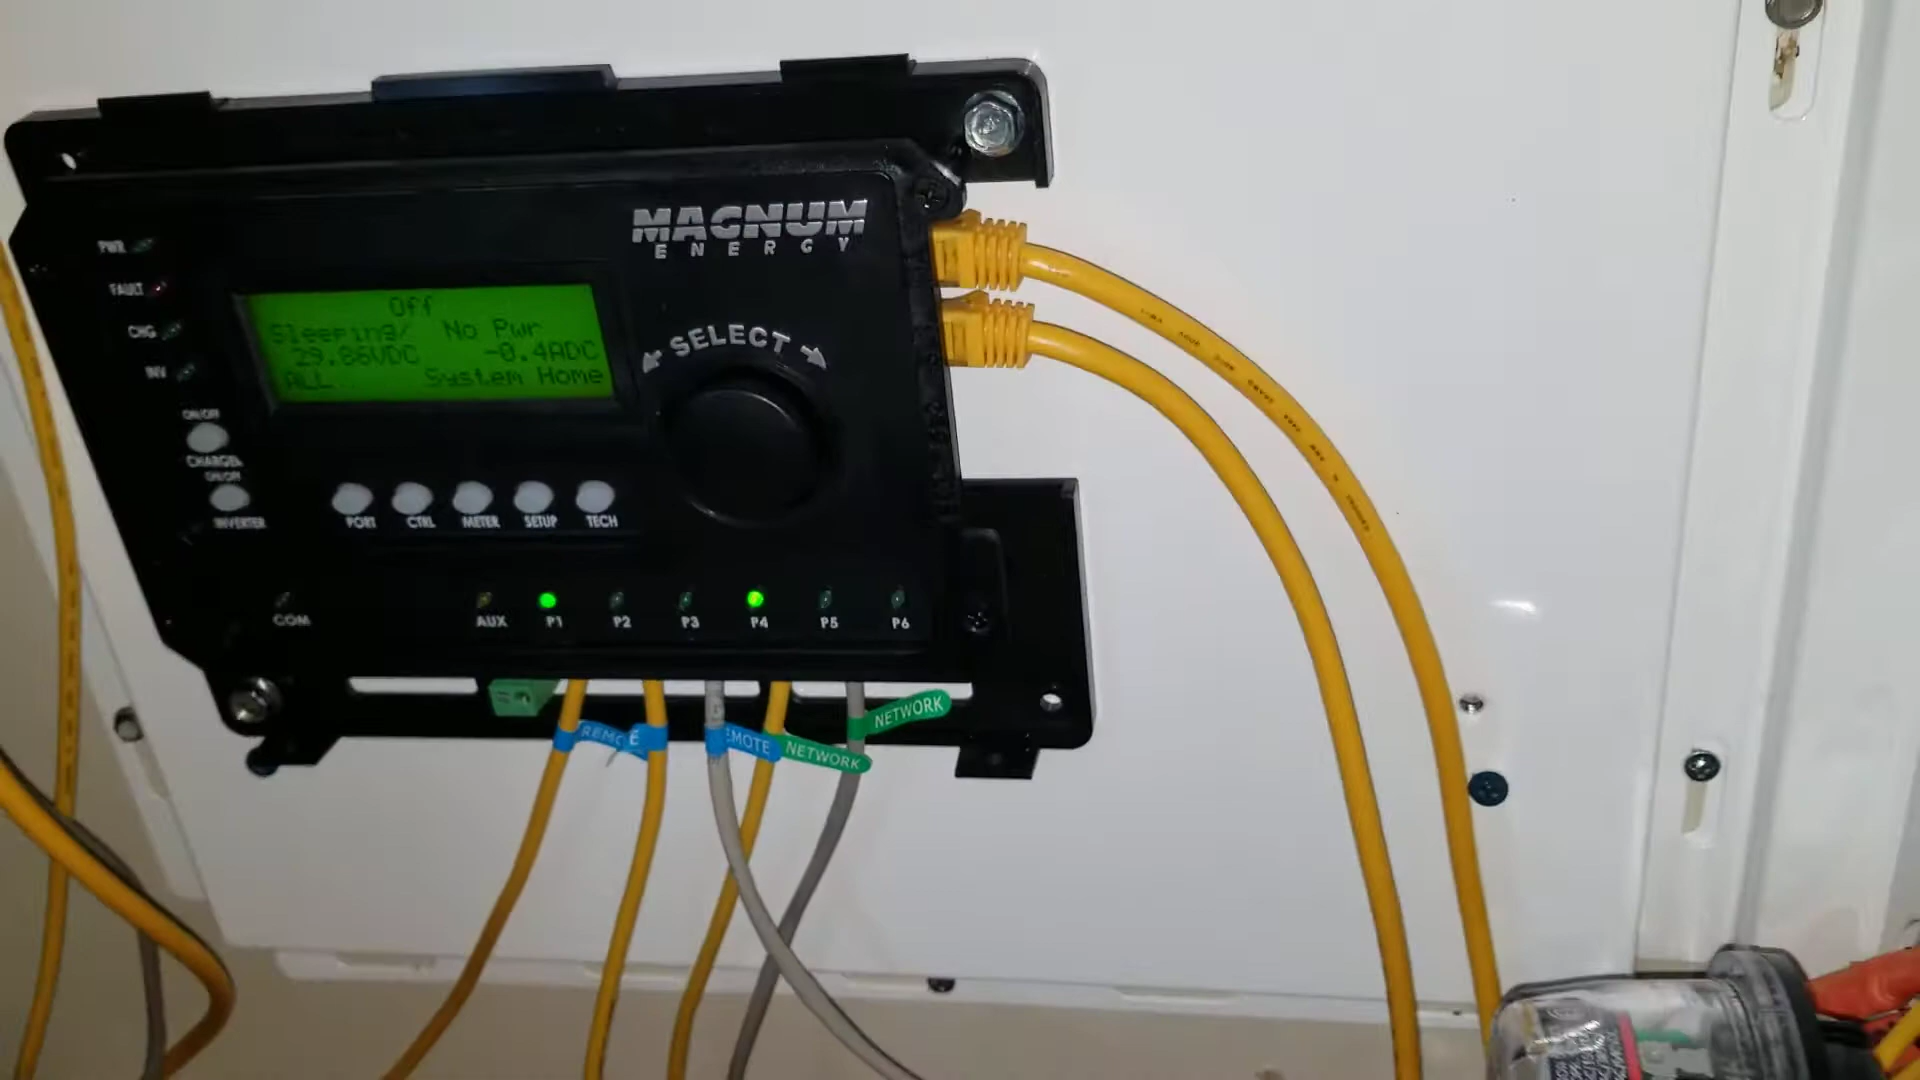 MAGNUM
ENERGY
PWR
FAULT
CHG
INV
Off
Sleeping/ No Pwr
29.86VDC -0.4ADC
ALL System Home
SELECT
ON/OFF
CHARGER
ON/OFF
INVERTER
PORT CTRL METER SETUP TECH
COM AUX P1 P2 P3 P4 P5 P6
NETWORK
REMO
E
EMOTE
NETWORK